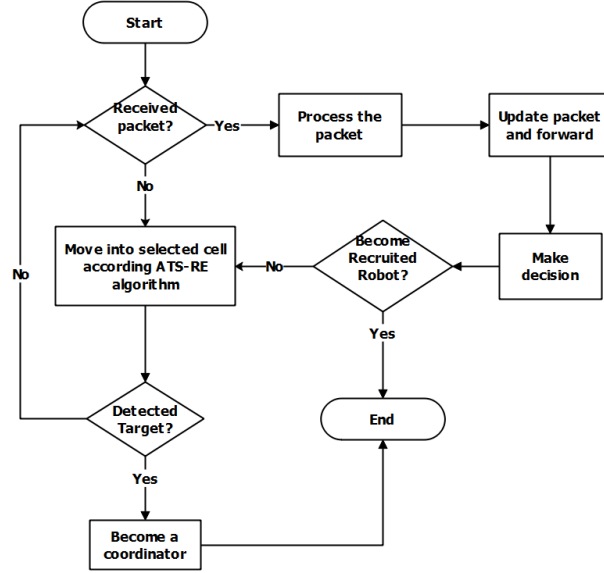 Start
Received
packet?
Yes
Process the
packet
Update packet
and forward
No
Make
decision
Become
Recruited
Robot?
No
Move into selected cell
according ATS-RE
algorithm
No
Yes
Detected
Target?
End
Yes
Become a
coordinator